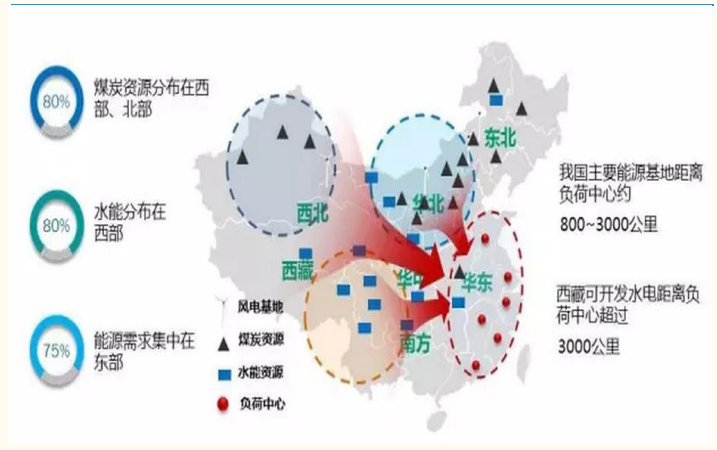 80%
煤炭资源分布在西
部、北部
80%
水能分布在
西部
75%
能源需求集中在
东部
东北
华北
西北
西藏
华中
华东
南方
风电基地
煤炭资源
水能资源
负荷中心
我国主要能源基地距离
负荷中心约
800~3000公里
西藏可开发水电距离负
荷中心超过
3000公里